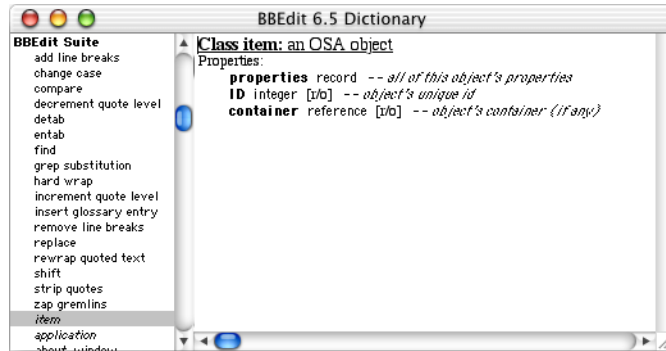 BBEdit 6.5 Dictionary
BBEdit Suite
add line breaks
change case
compare
decrement quote level
detab
entab
find
grep substitution
hard wrap
increment quote level
insert glossary entry
remove line breaks
replace
rewrap quoted text
shift
strip quotes
zap gremlins
item
application
about window
Class item: an OSA object
Properties:
properties record -- all of this object's properties
ID integer [r/o] -- object's unique id
container reference [r/o] -- object's container (if any)